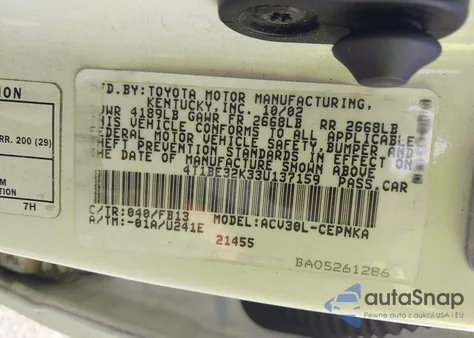 ION
RR. 200 (29)
M
TION
7H
MFD.BY:TOYOTA MOTOR MANUFACTURING,
KENTUCKY,INC. 10/02
GVWR 4189LB GAWR FR 2668LB RR 2668LB
THIS VEHICLE CONFORMS TO ALL APPLICABLE
FEDERAL MOTOR VEHICLE SAFETY,BUMPER,AND
THEFT PREVENTION STANDARDS IN EFFECT ON
THE DATE OF MANUFACTURE SHOWN ABOVE
4T1BE32K33U137159 PASS.CAR
C/TR:040/FB13 MODEL:ACV30L-CEPNKA
A/TM:-01A/U241E
21455
BA05261286
autoSnap
Pewne auto z aukcji USA - EU